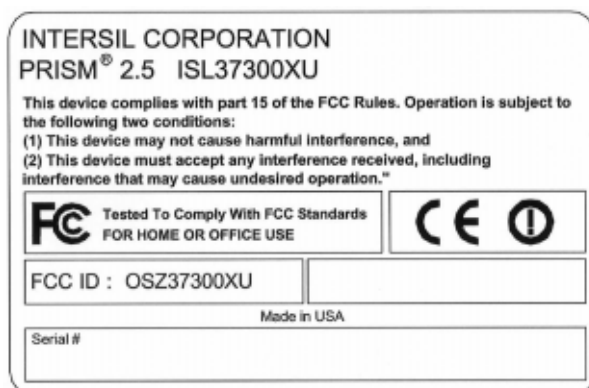 INTERSIL CORPORATION
PRISM® 2.5 ISL37300XU
This device complies with part 15 of the FCC Rules. Operation is subject to
the following two conditions:
(1) This device may not cause harmful interference, and
(2) This device must accept any interference received, including
interference that may cause undesired operation."
FC Tested To Comply With FCC Standards
FOR HOME OR OFFICE USE
CE
FCC ID : OSZ37300XU
Made in USA
Serial #